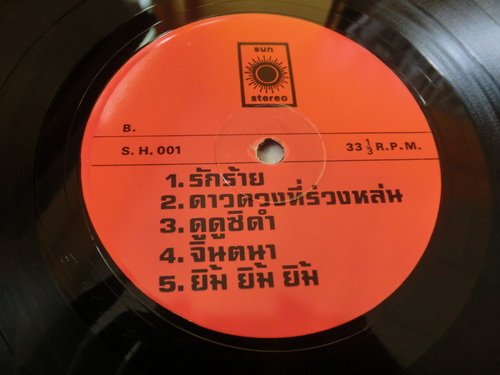 sun
stereo
B.
S. H. 001
33 1/3 R.P.M.
1. รักร้าย
2. ดาวดวงที่ร่วงหล่น
3. ดูดูซิดำ
4. จินตนา
5. ยิ้ม ยิ้ม ยิ้ม